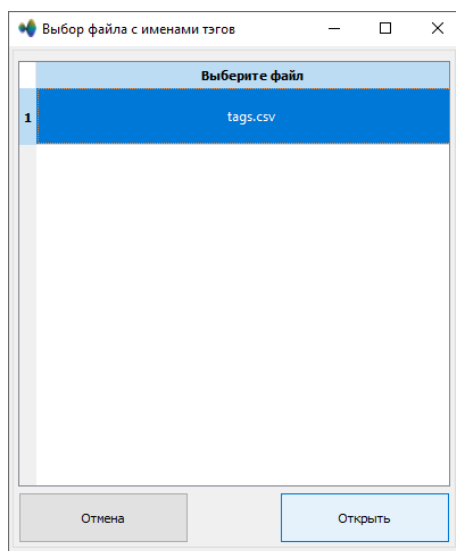 Выбор файла с именами тэгов
Выберите файл
1 tags.csv
Отмена Открыть